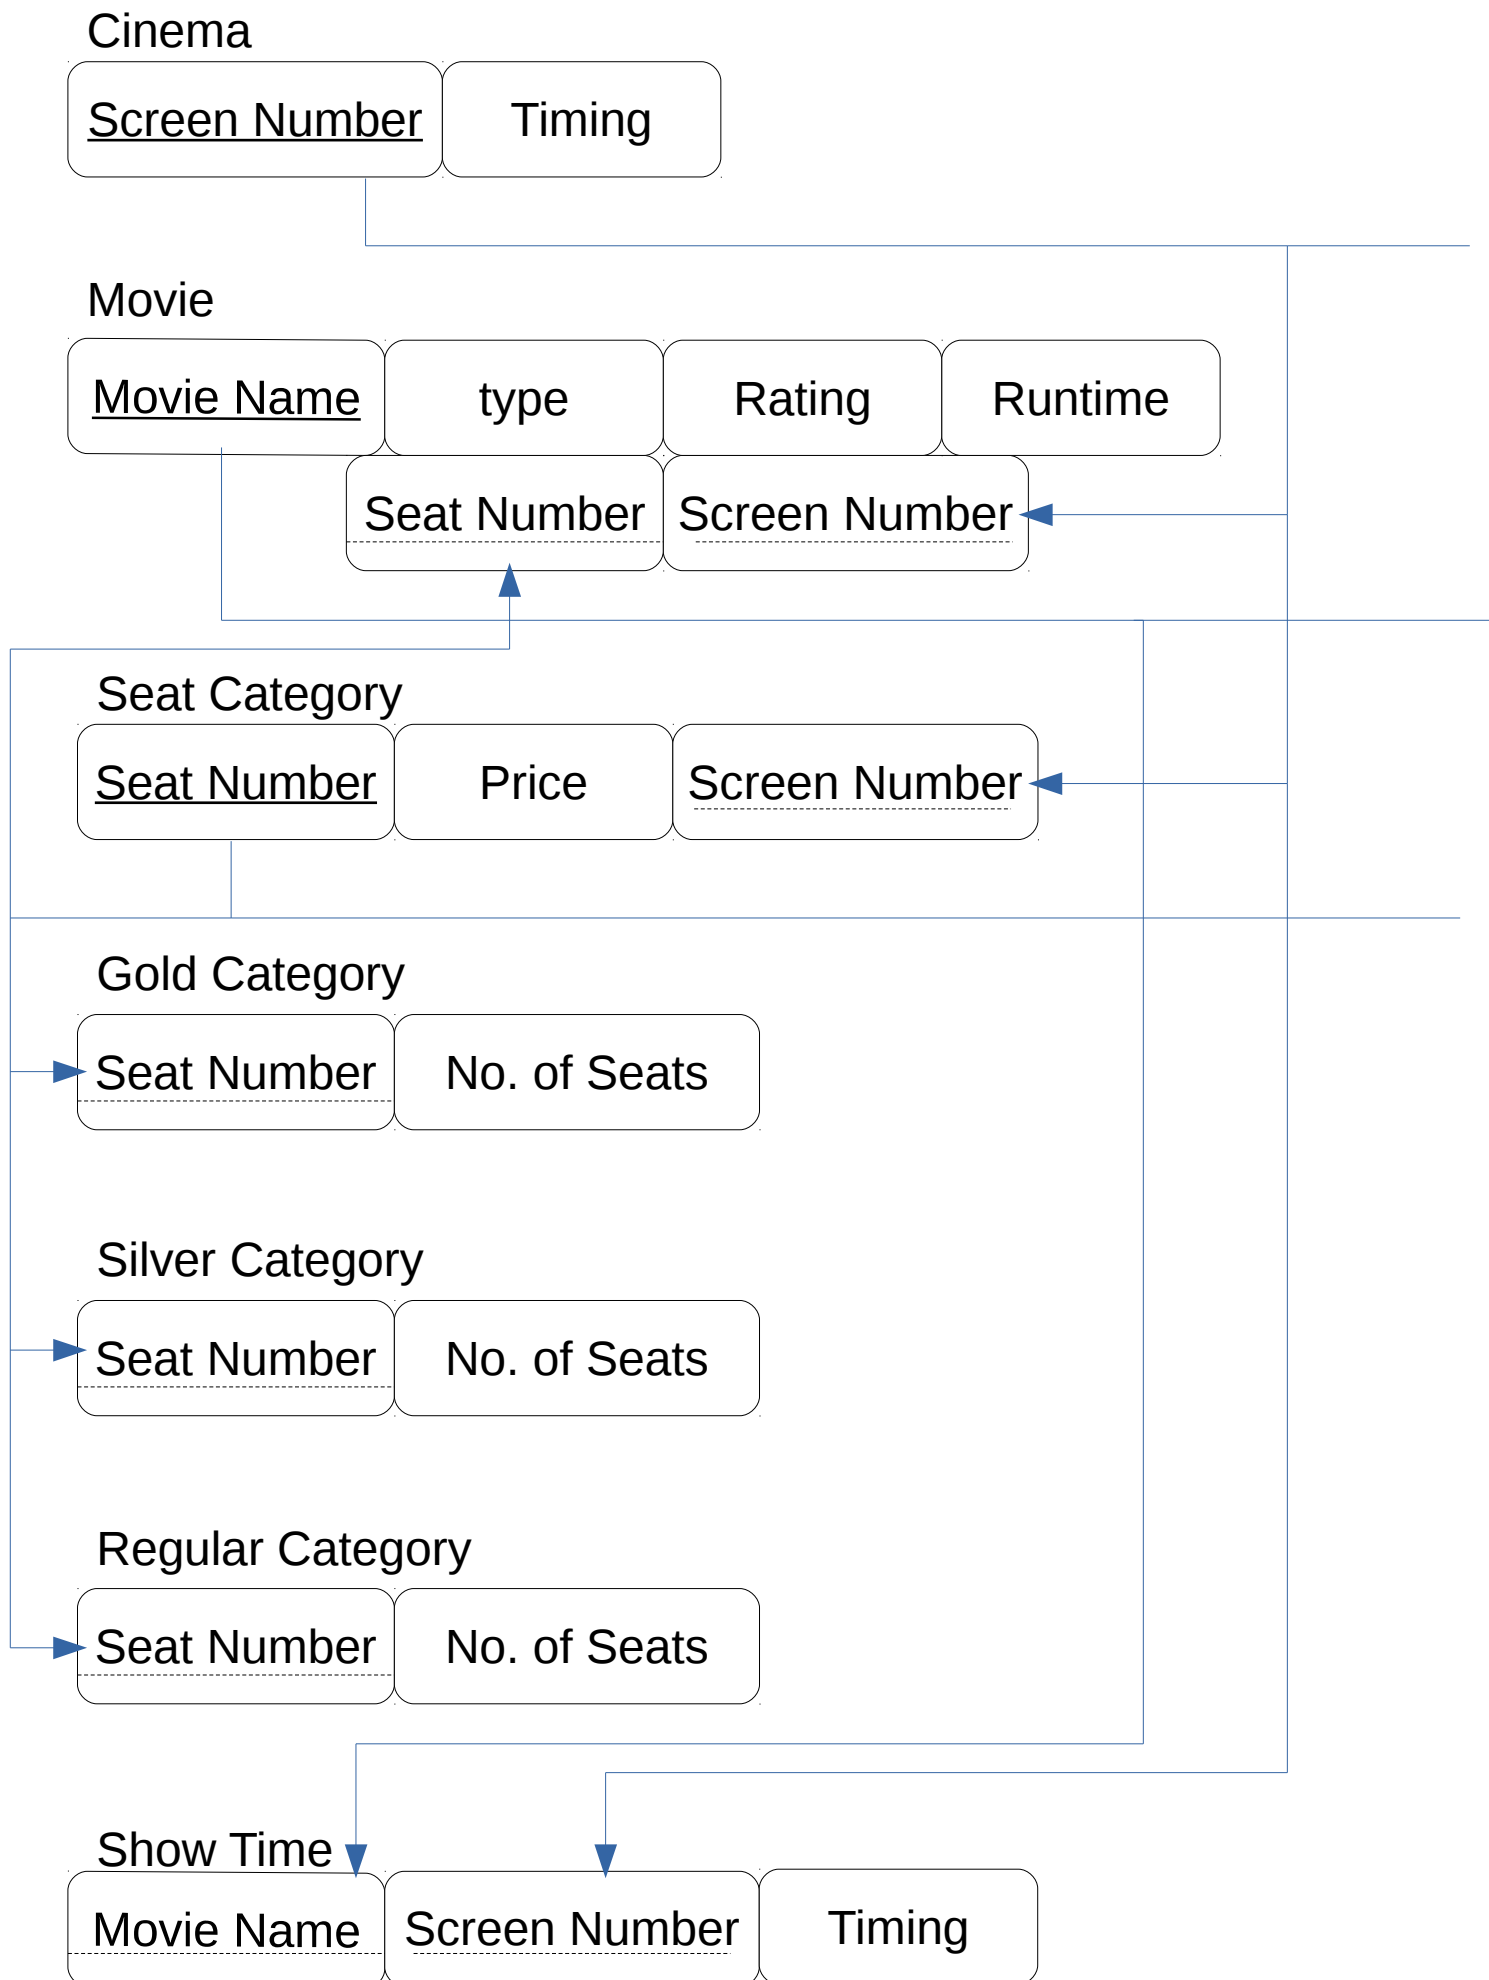 Cinema
Screen Number Timing
Movie
Movie Name type Rating Runtime
Seat Number Screen Number
Seat Category
Seat Number Price Screen Number
Gold Category
Seat Number No. of Seats
Silver Category
Seat Number No. of Seats
Regular Category
Seat Number No. of Seats
Show Time
Movie Name Screen Number Timing